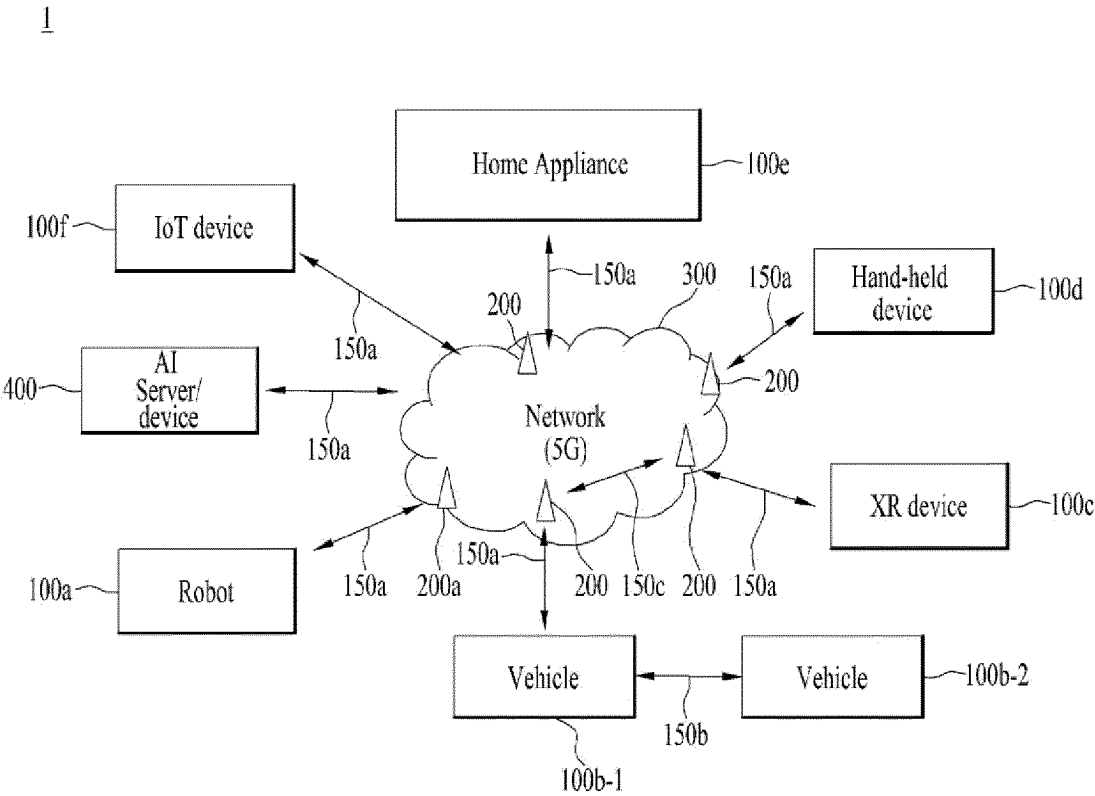 1
Home Appliance
100e
IoT device
100f
150a
300
Hand-held
device
100d
150a
200
150a
AI
Server/
device
400
200
150a
Network
(5G)
XR device
100c
150a
Robot
100a
150a
200a
200
150c
200
150a
Vehicle
100b-1
150b
Vehicle
100b-2